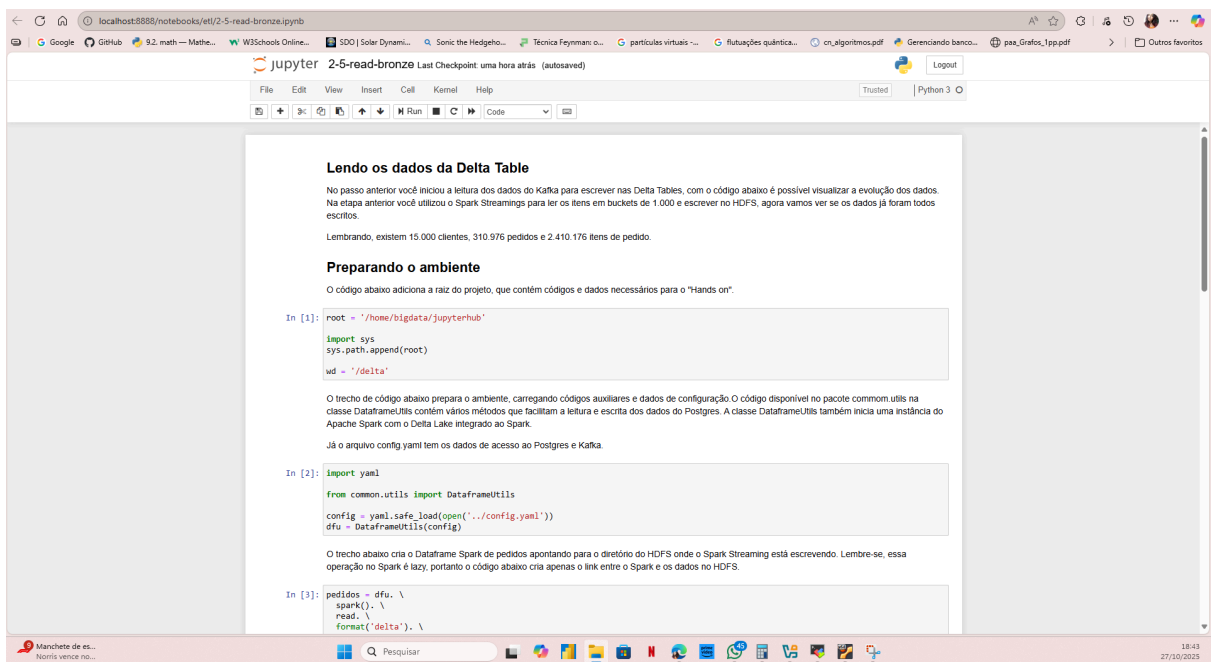 localhost:8888/notebooks/etl/2-5-read-bronze.ipynb
Google GitHub 9.2. math — Mathe... W3Schools Online... SDO | Solar Dynami... Sonic the Hedgeho... Técnica Feynman: o... partículas virtuais -... flutuações quântica... cn_algoritmos.pdf Gerenciando banco... paa_Grafos_1pp.pdf Outros favoritos
jupyter 2-5-read-bronze Last Checkpoint: uma hora atrás (autosaved) Logout
File Edit View Insert Cell Kernel Help Trusted Python 3
Run Code
Lendo os dados da Delta Table
No passo anterior você iniciou a leitura dos dados do Kafka para escrever nas Delta Tables, com o código abaixo é possível visualizar a evolução dos dados.
Na etapa anterior você utilizou o Spark Streamings para ler os itens em buckets de 1.000 e escrever no HDFS, agora vamos ver se os dados já foram todos
escritos.
Lembrando, existem 15.000 clientes, 310.976 pedidos e 2.410.176 itens de pedido.
Preparando o ambiente
O código abaixo adiciona a raiz do projeto, que contém códigos e dados necessários para o "Hands on".
In [1]: root = '/home/bigdata/jupyterhub'
import sys
sys.path.append(root)
wd = '/delta'
O trecho de código abaixo prepara o ambiente, carregando códigos auxiliares e dados de configuração.O código disponível no pacote commom.utils na
classe DataframeUtils contém vários métodos que facilitam a leitura e escrita dos dados do Postgres. A classe DataframeUtils também inicia uma instância do
Apache Spark com o Delta Lake integrado ao Spark.
Já o arquivo config.yaml tem os dados de acesso ao Postgres e Kafka.
In [2]: import yaml
from common.utils import DataframeUtils
config = yaml.safe_load(open('../config.yaml'))
dfu = DataframeUtils(config)
O trecho abaixo cria o Dataframe Spark de pedidos apontando para o diretório do HDFS onde o Spark Streaming está escrevendo. Lembre-se, essa
operação no Spark é lazy, portanto o código abaixo cria apenas o link entre o Spark e os dados no HDFS.
In [3]: pedidos = dfu. \
spark(). \
read. \
format('delta'). \
Manchete de es...
Norris vence no...
Pesquisar
45
18:43
27/10/2025